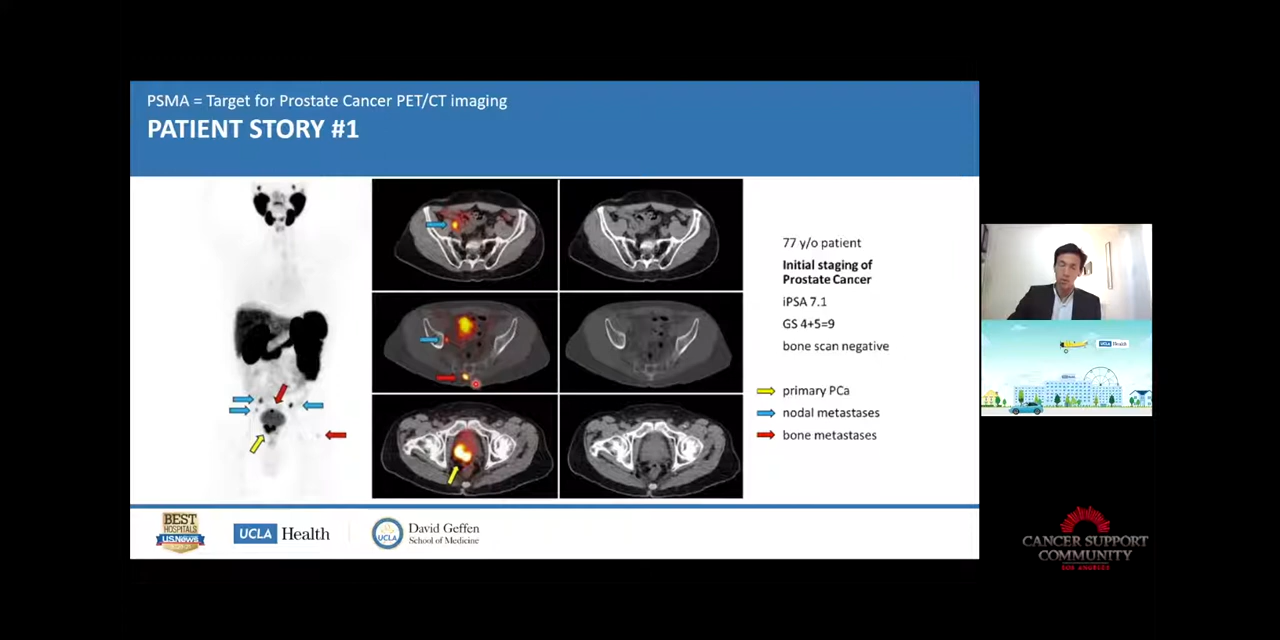 PSMA = Target for Prostate Cancer PET/CT imaging
PATIENT STORY #1
77 y/o patient
Initial staging of
Prostate Cancer
iPSA 7.1
GS 4+5=9
bone scan negative
primary PCa
nodal metastases
bone metastases
BEST
HOSPITALS
U.S.News
UCLA Health
UCLA
David Geffen
School of Medicine
UCLA Health
CANCER SUPPORT
COMMUNITY
LOS ANGELES